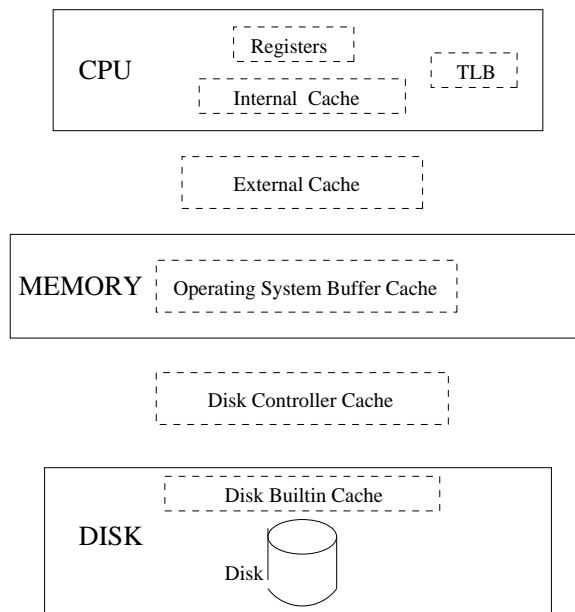 Registers
CPU
TLB
Internal Cache
External Cache
MEMORY
Operating System Buffer Cache
Disk Controller Cache
Disk Builtin Cache
DISK
Disk